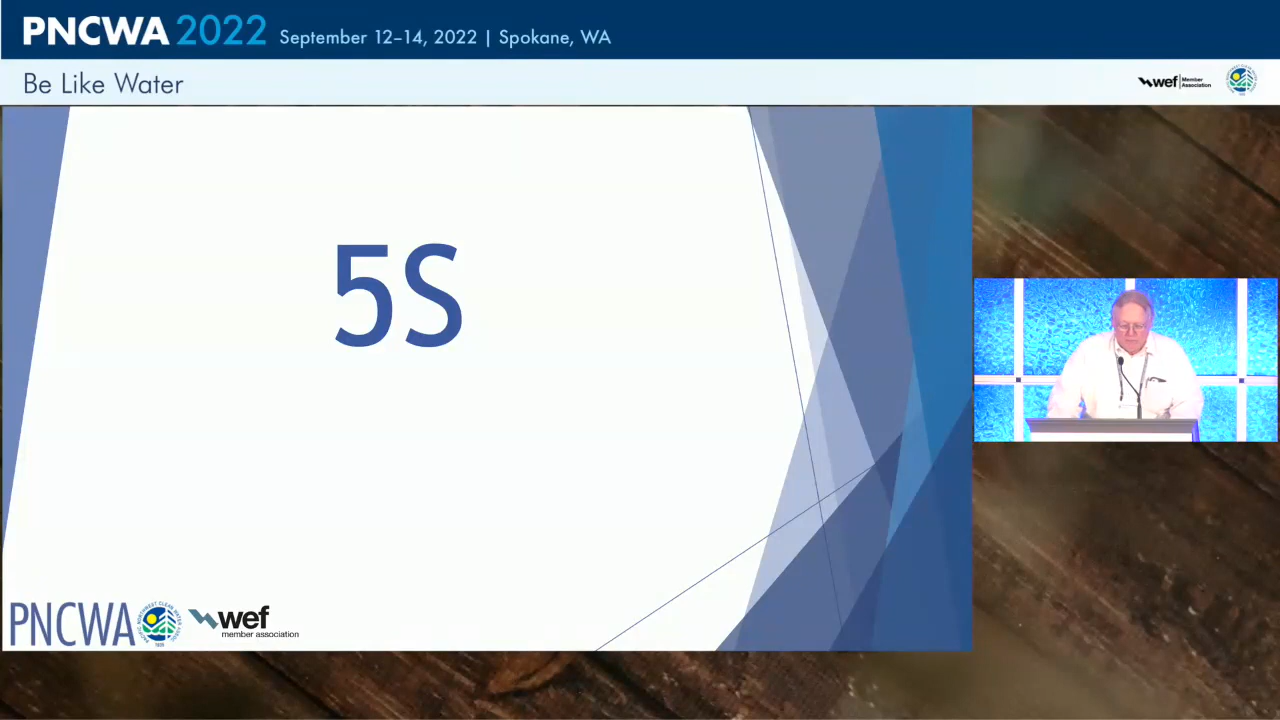 PNCWA 2022 September 12–14, 2022 | Spokane, WA
Be Like Water
wef Member Association
5S
PNCWA
wef
member association